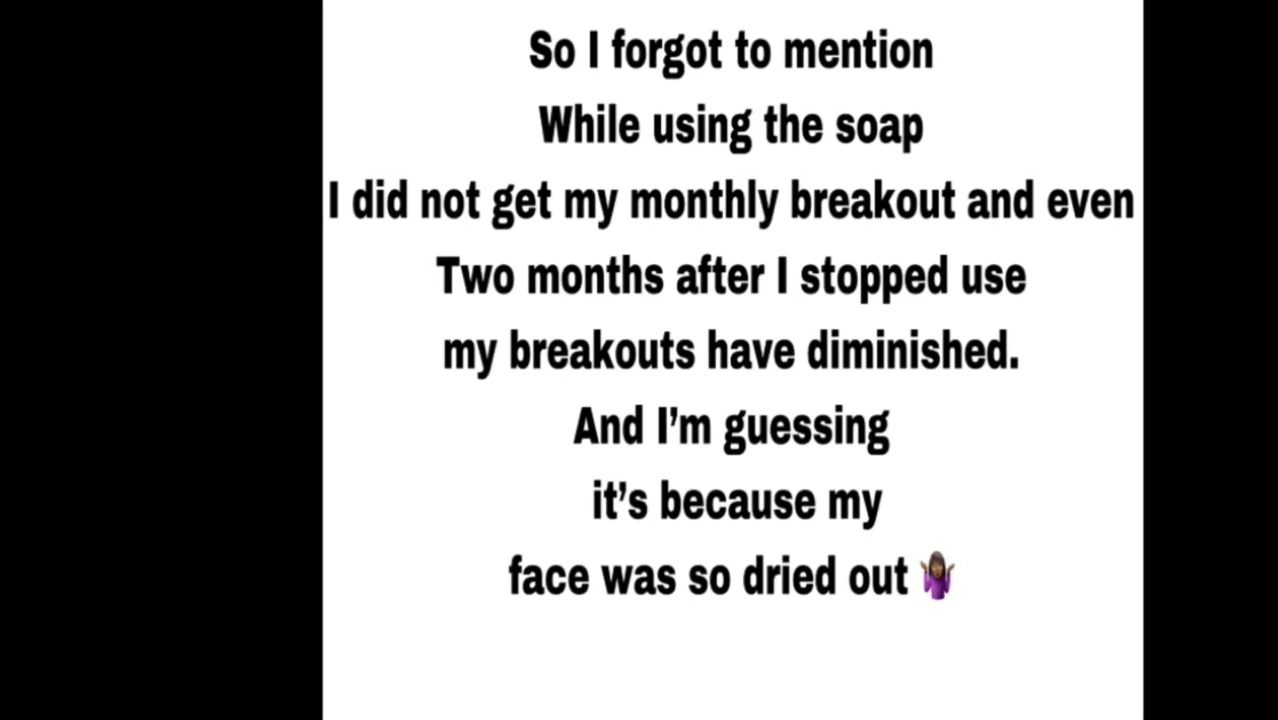 So I forgot to mention
While using the soap
I did not get my monthly breakout and even
Two months after I stopped use
my breakouts have diminished.
And I’m guessing
it’s because my
face was so dried out 🤷🏾‍♀️